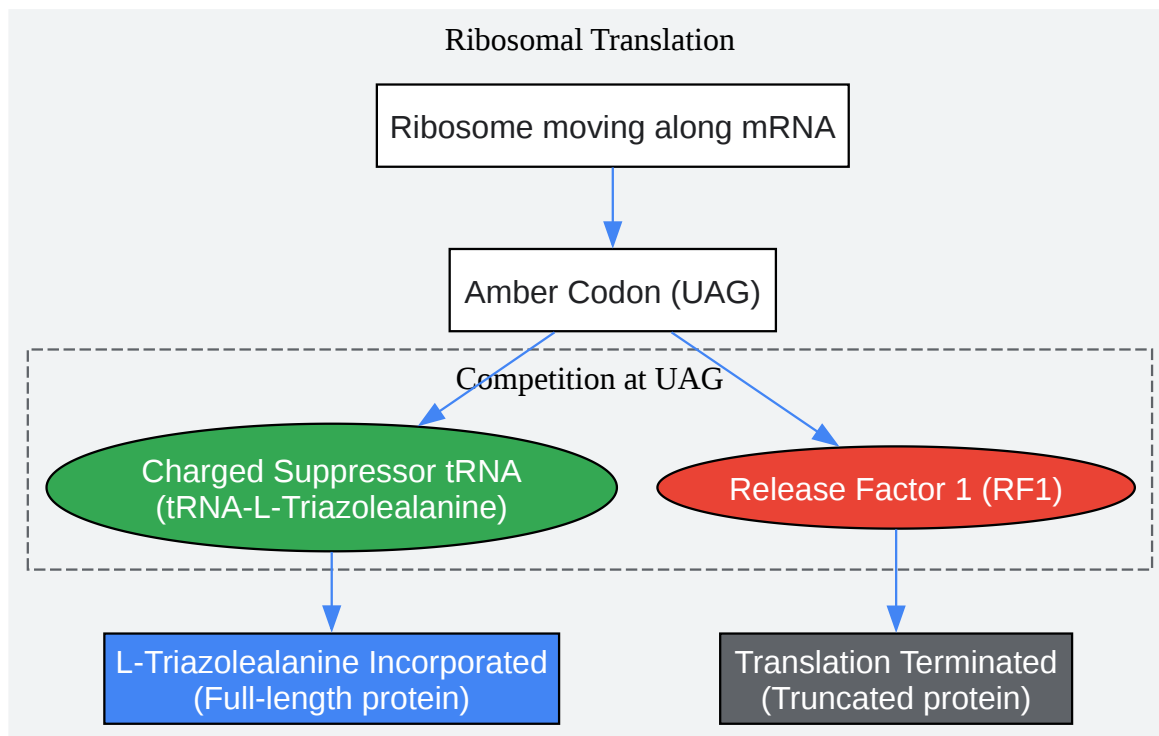 Ribosomal Translation
Ribosome moving along mRNA
Amber Codon (UAG)
Competition at UAG
Charged Suppressor tRNA
(tRNA-L-Triazolealanine)
Release Factor 1 (RF1)
L-Triazolealanine Incorporated
(Full-length protein)
Translation Terminated
(Truncated protein)